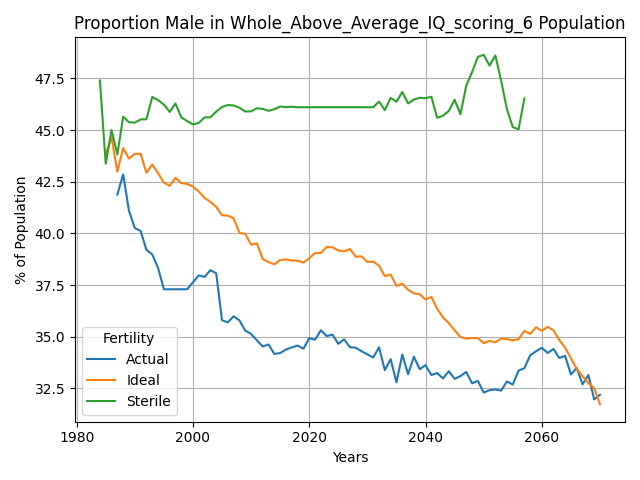 Proportion Male in Whole_Above_Average_IQ_scoring_6 Population
% of Population
47.5
45.0
42.5
40.0
37.5
35.0
32.5
Fertility
Actual
Ideal
Sterile
1980
2000
2020
2040
2060
Years